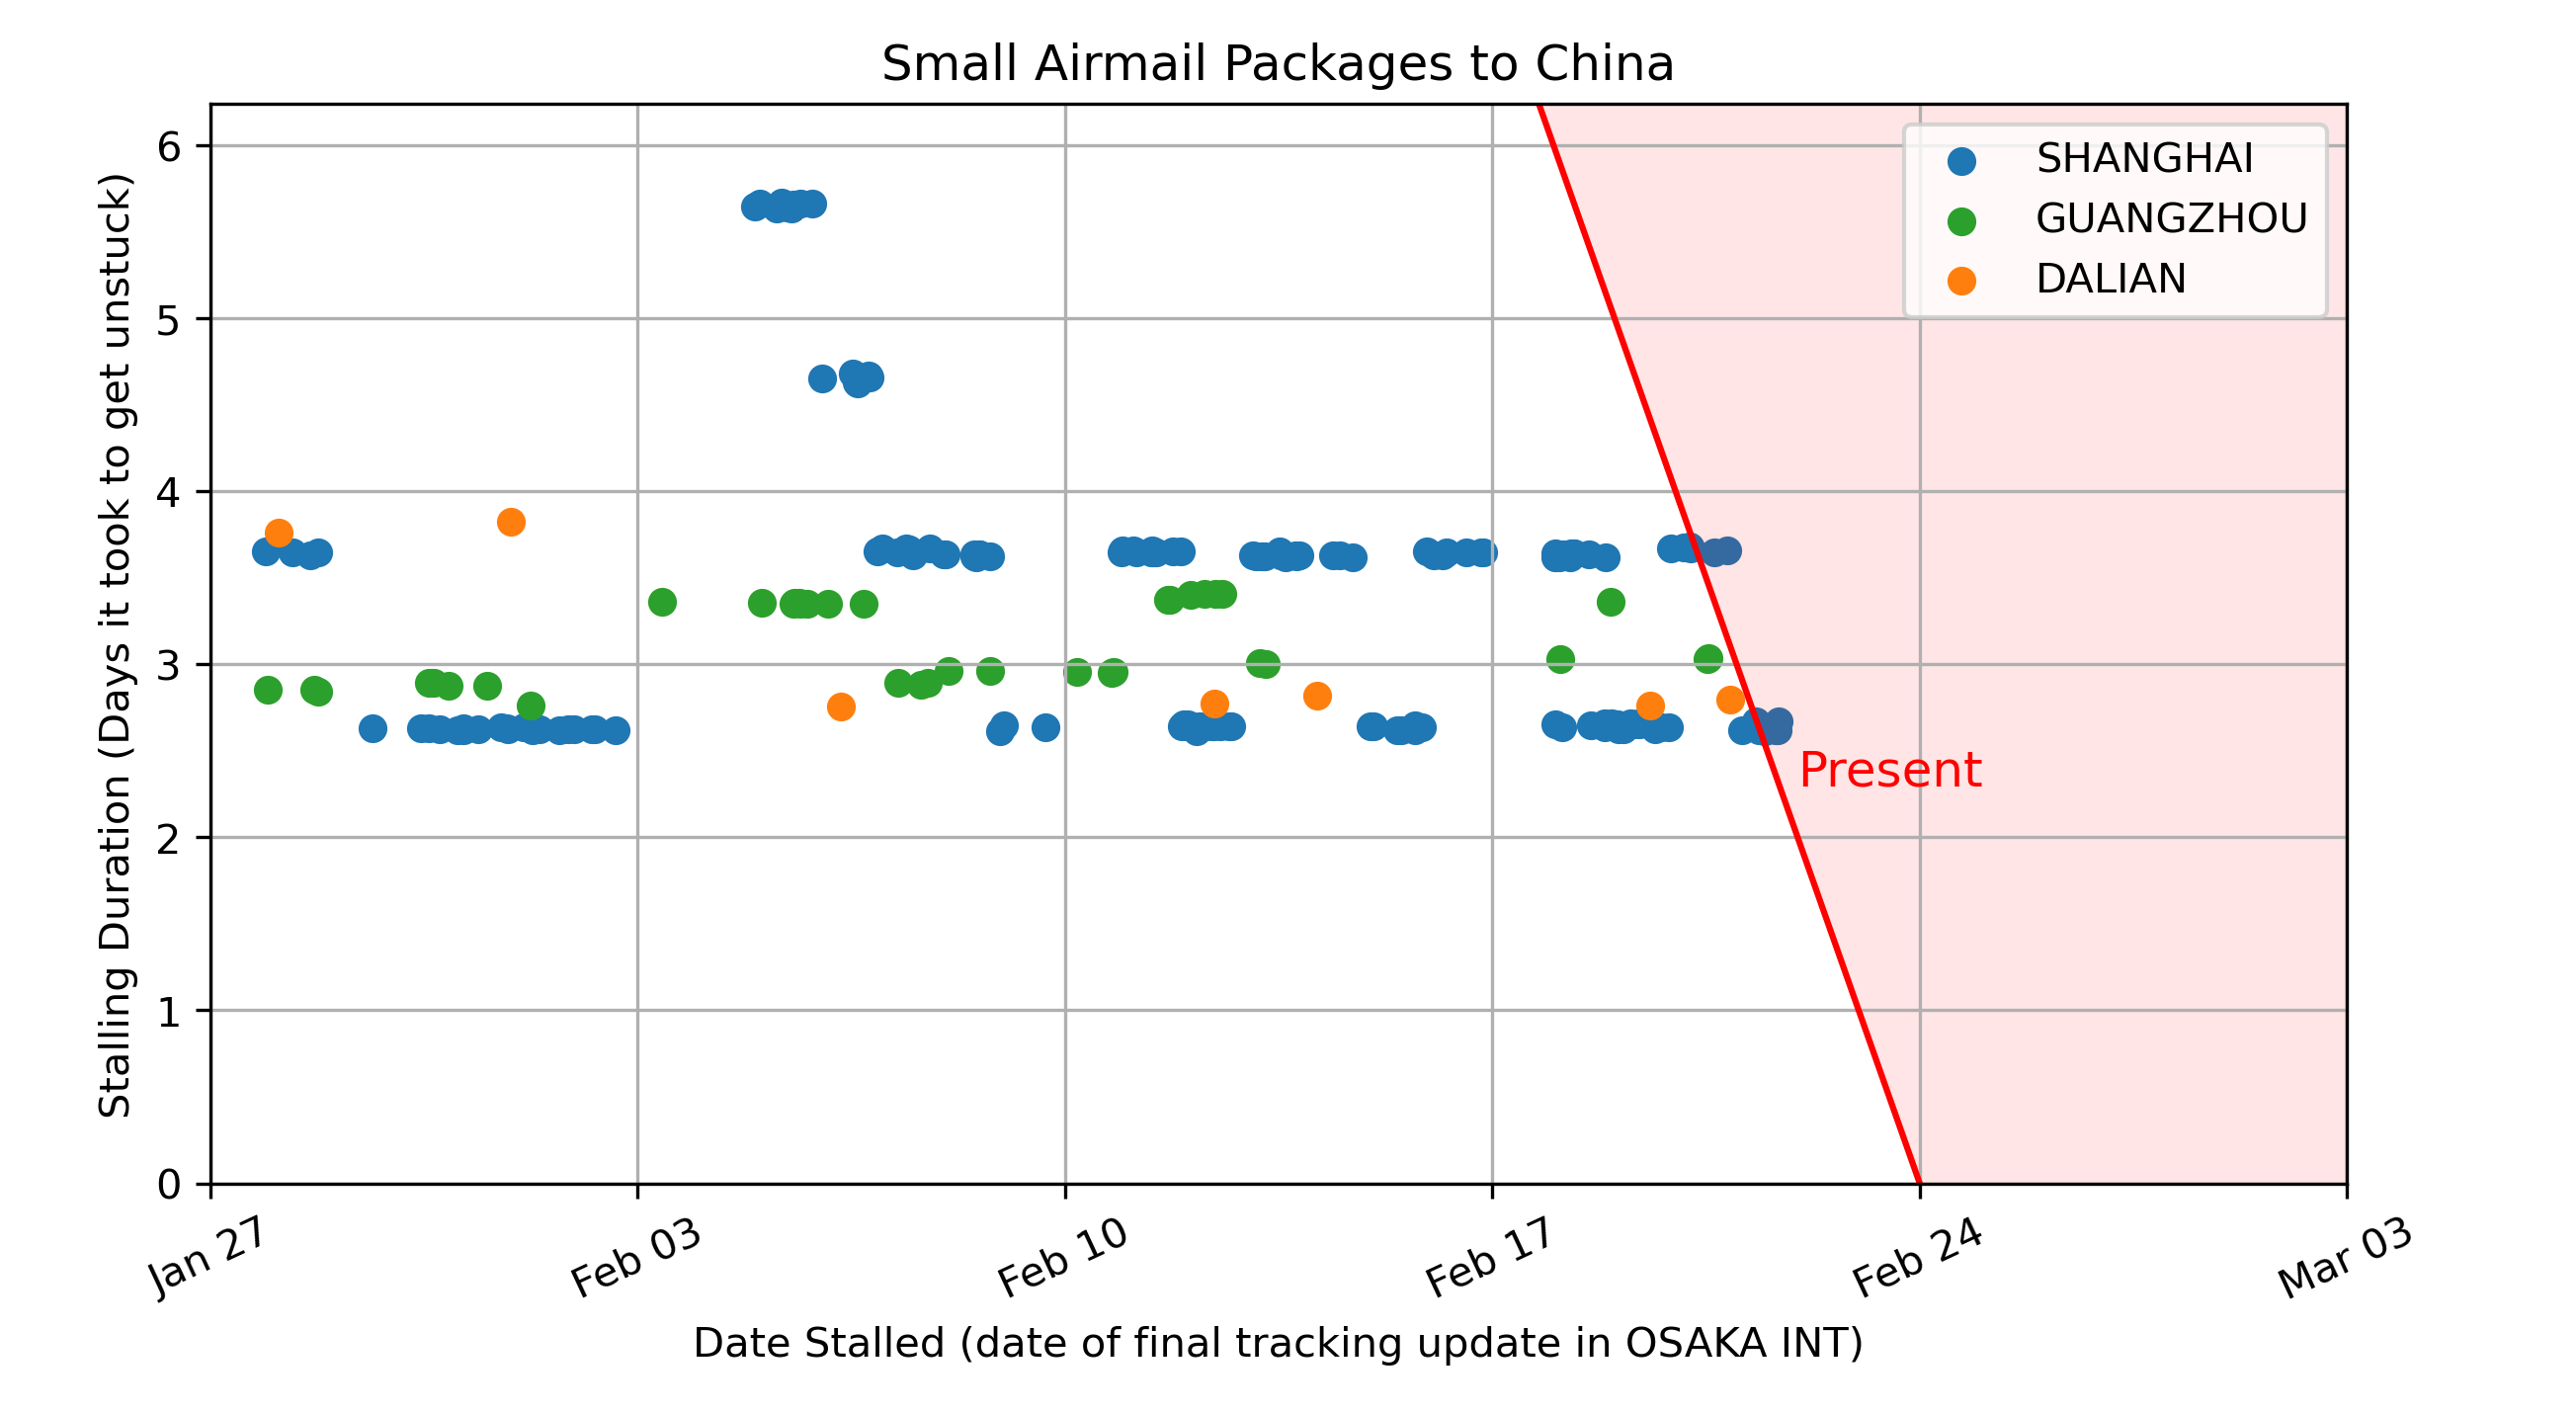 Small Airmail Packages to China
Stalling Duration (Days it took to get unstuck)
6
5
4
3
2
1
0
SHANGHAI
GUANGZHOU
DALIAN
Present
Jan 27
Feb 03
Feb 10
Feb 17
Feb 24
Mar 03
Date Stalled (date of final tracking update in OSAKA INT)